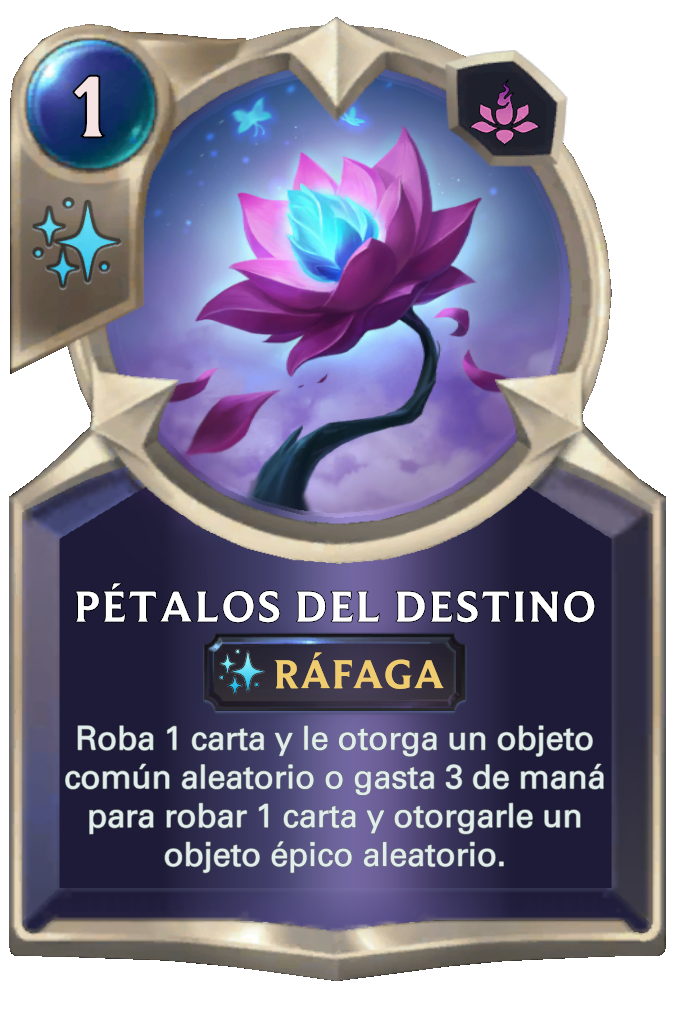 1
PÉTALOS DEL DESTINO
RÁFAGA
Roba 1 carta y le otorga un objeto
común aleatorio o gasta 3 de maná
para robar 1 carta y otorgarle un
objeto épico aleatorio.